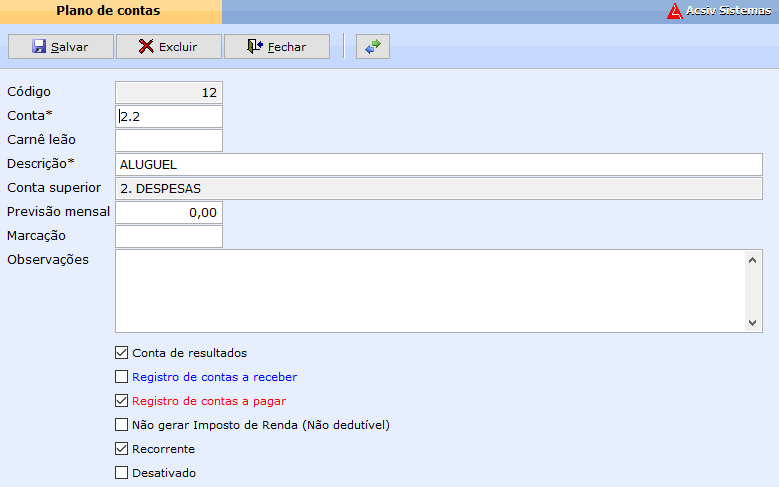 Plano de contas
Acsiv Sistemas
Salvar Excluir Fechar
Código 12
Conta* 2.2
Carnê leão
Descrição* ALUGUEL
Conta superior 2. DESPESAS
Previsão mensal 0,00
Marcação
Observações
Conta de resultados
Registro de contas a receber
Registro de contas a pagar
Não gerar Imposto de Renda (Não dedutível)
Recorrente
Desativado